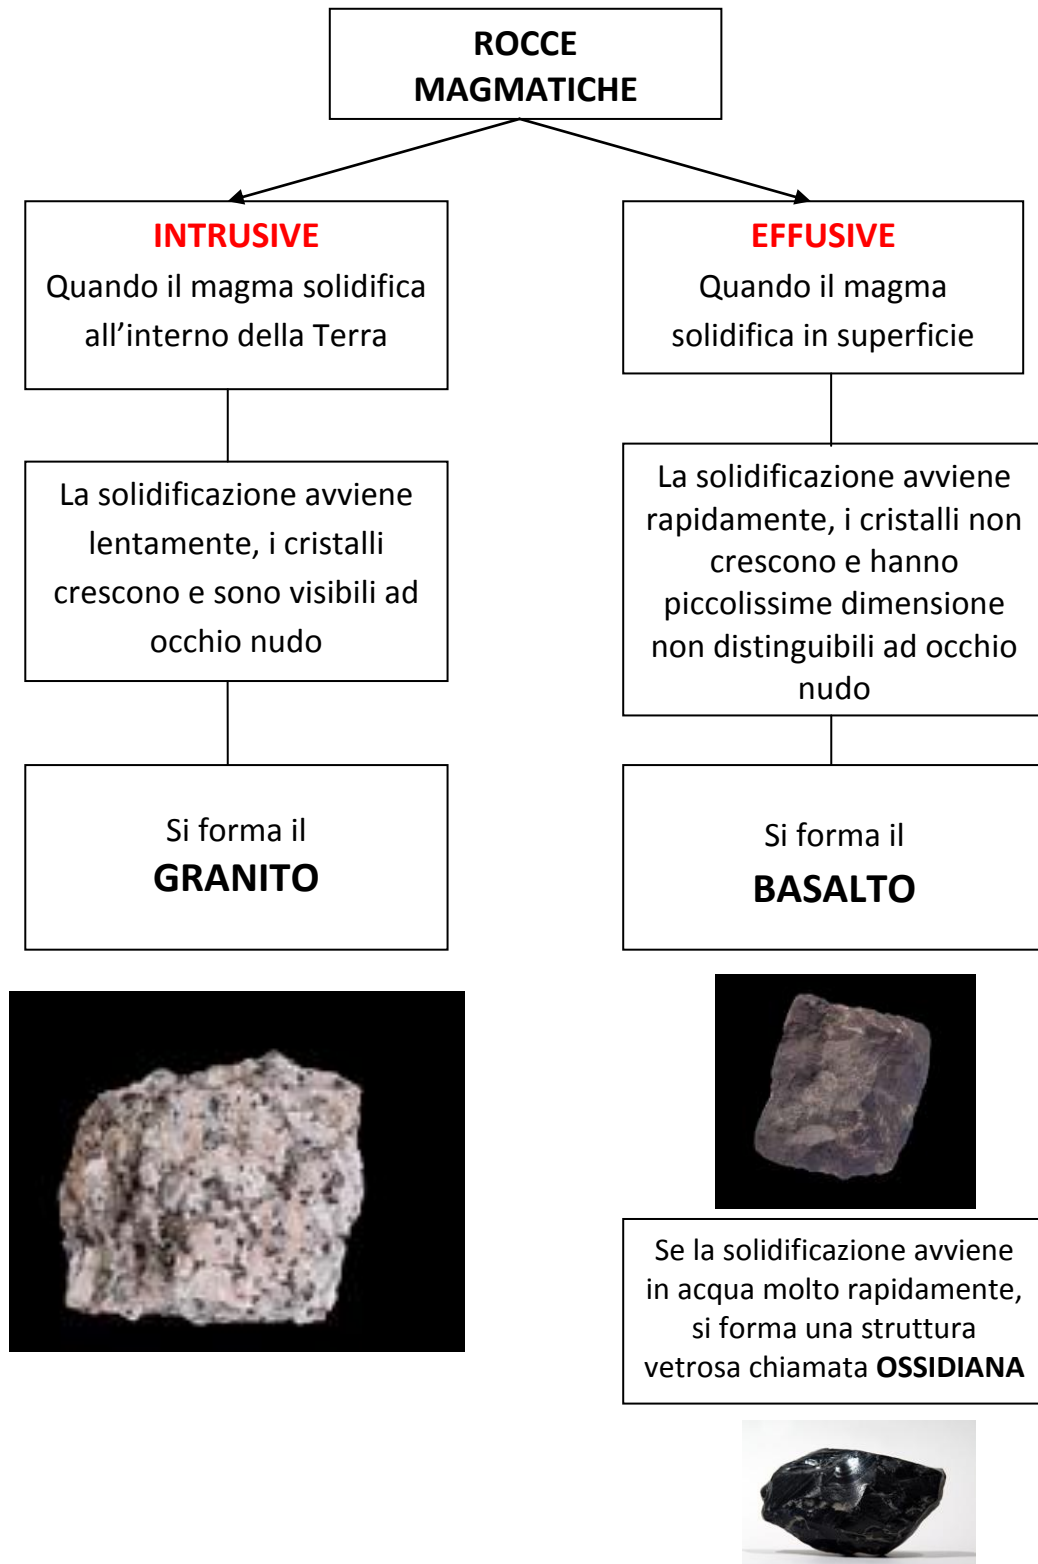 ROCCE
MAGMATICHE
INTRUSIVE
Quando il magma solidifica
all’interno della Terra
EFFUSIVE
Quando il magma
solidifica in superficie
La solidificazione avviene
lentamente, i cristalli
crescono e sono visibili ad
occhio nudo
La solidificazione avviene
rapidamente, i cristalli non
crescono e hanno
piccolissime dimensione
non distinguibili ad occhio
nudo
Si forma il
GRANITO
Si forma il
BASALTO
Se la solidificazione avviene
in acqua molto rapidamente,
si forma una struttura
vetrosa chiamata OSSIDIANA